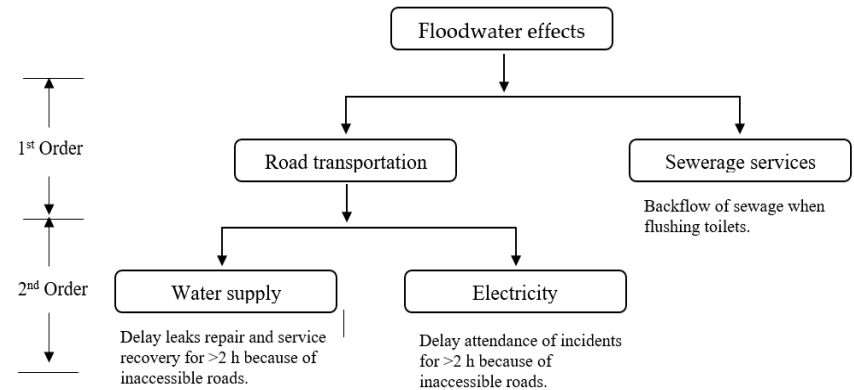 Floodwater effects
1st Order
Road transportation
Sewerage services
Backflow of sewage when
flushing toilets.
2nd Order
Water supply
Electricity
Delay leaks repair and service
recovery for >2 h because of
inaccessible roads.
Delay attendance of incidents
for >2 h because of
inaccessible roads.